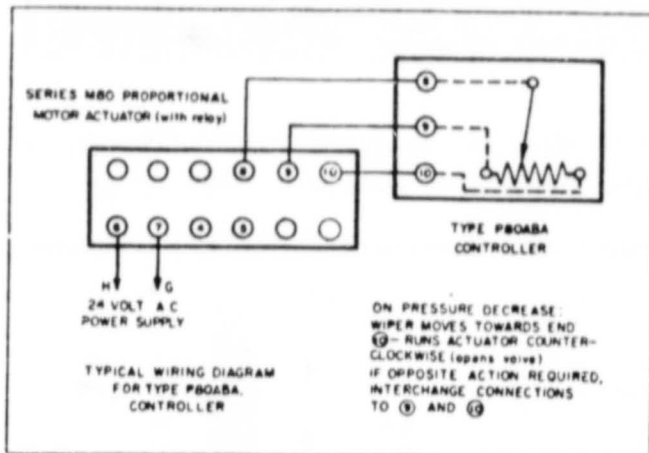 SERIES M80 PROPORTIONAL
MOTOR ACTUATOR (with relay)
8 9 10
6 7 4 5
H G
24 VOLT A C
POWER SUPPLY
TYPICAL WIRING DIAGRAM
FOR TYPE P80ABA
CONTROLLER
8
9
10
TYPE P80ABA
CONTROLLER
ON PRESSURE DECREASE:
WIPER MOVES TOWARDS END
10 - RUNS ACTUATOR COUNTER-
CLOCKWISE (opens valve)
IF OPPOSITE ACTION REQUIRED,
INTERCHANGE CONNECTIONS
TO 9 AND 10